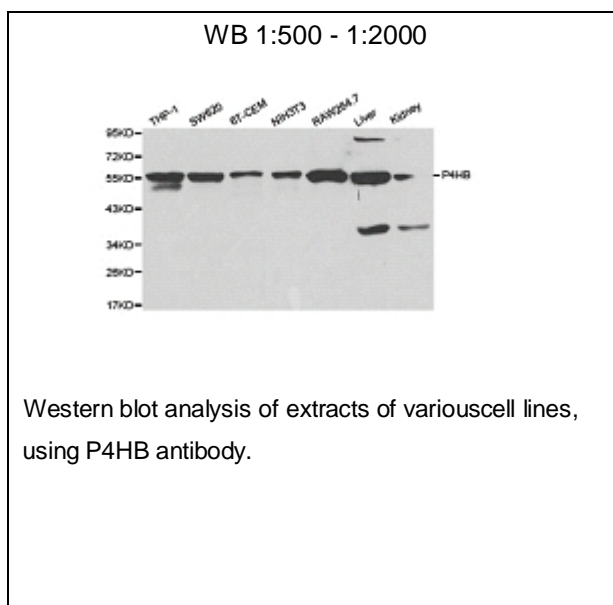 WB 1:500 - 1:2000
THP-1 SW620 6T-CEM NIH3T3 RAW264.7 Liver Kidney
95KD
72KD
55KD
P4HB
43KD
34KD
26KD
17KD
Western blot analysis of extracts of variouscell lines,
using P4HB antibody.